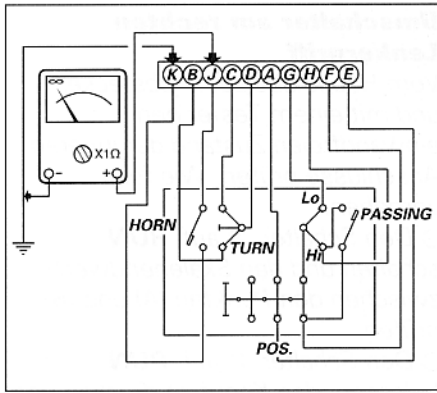 K B J C D A G H F E
∞
X1Ω
- +
Lo
HORN
PASSING
TURN
Hi
POS.